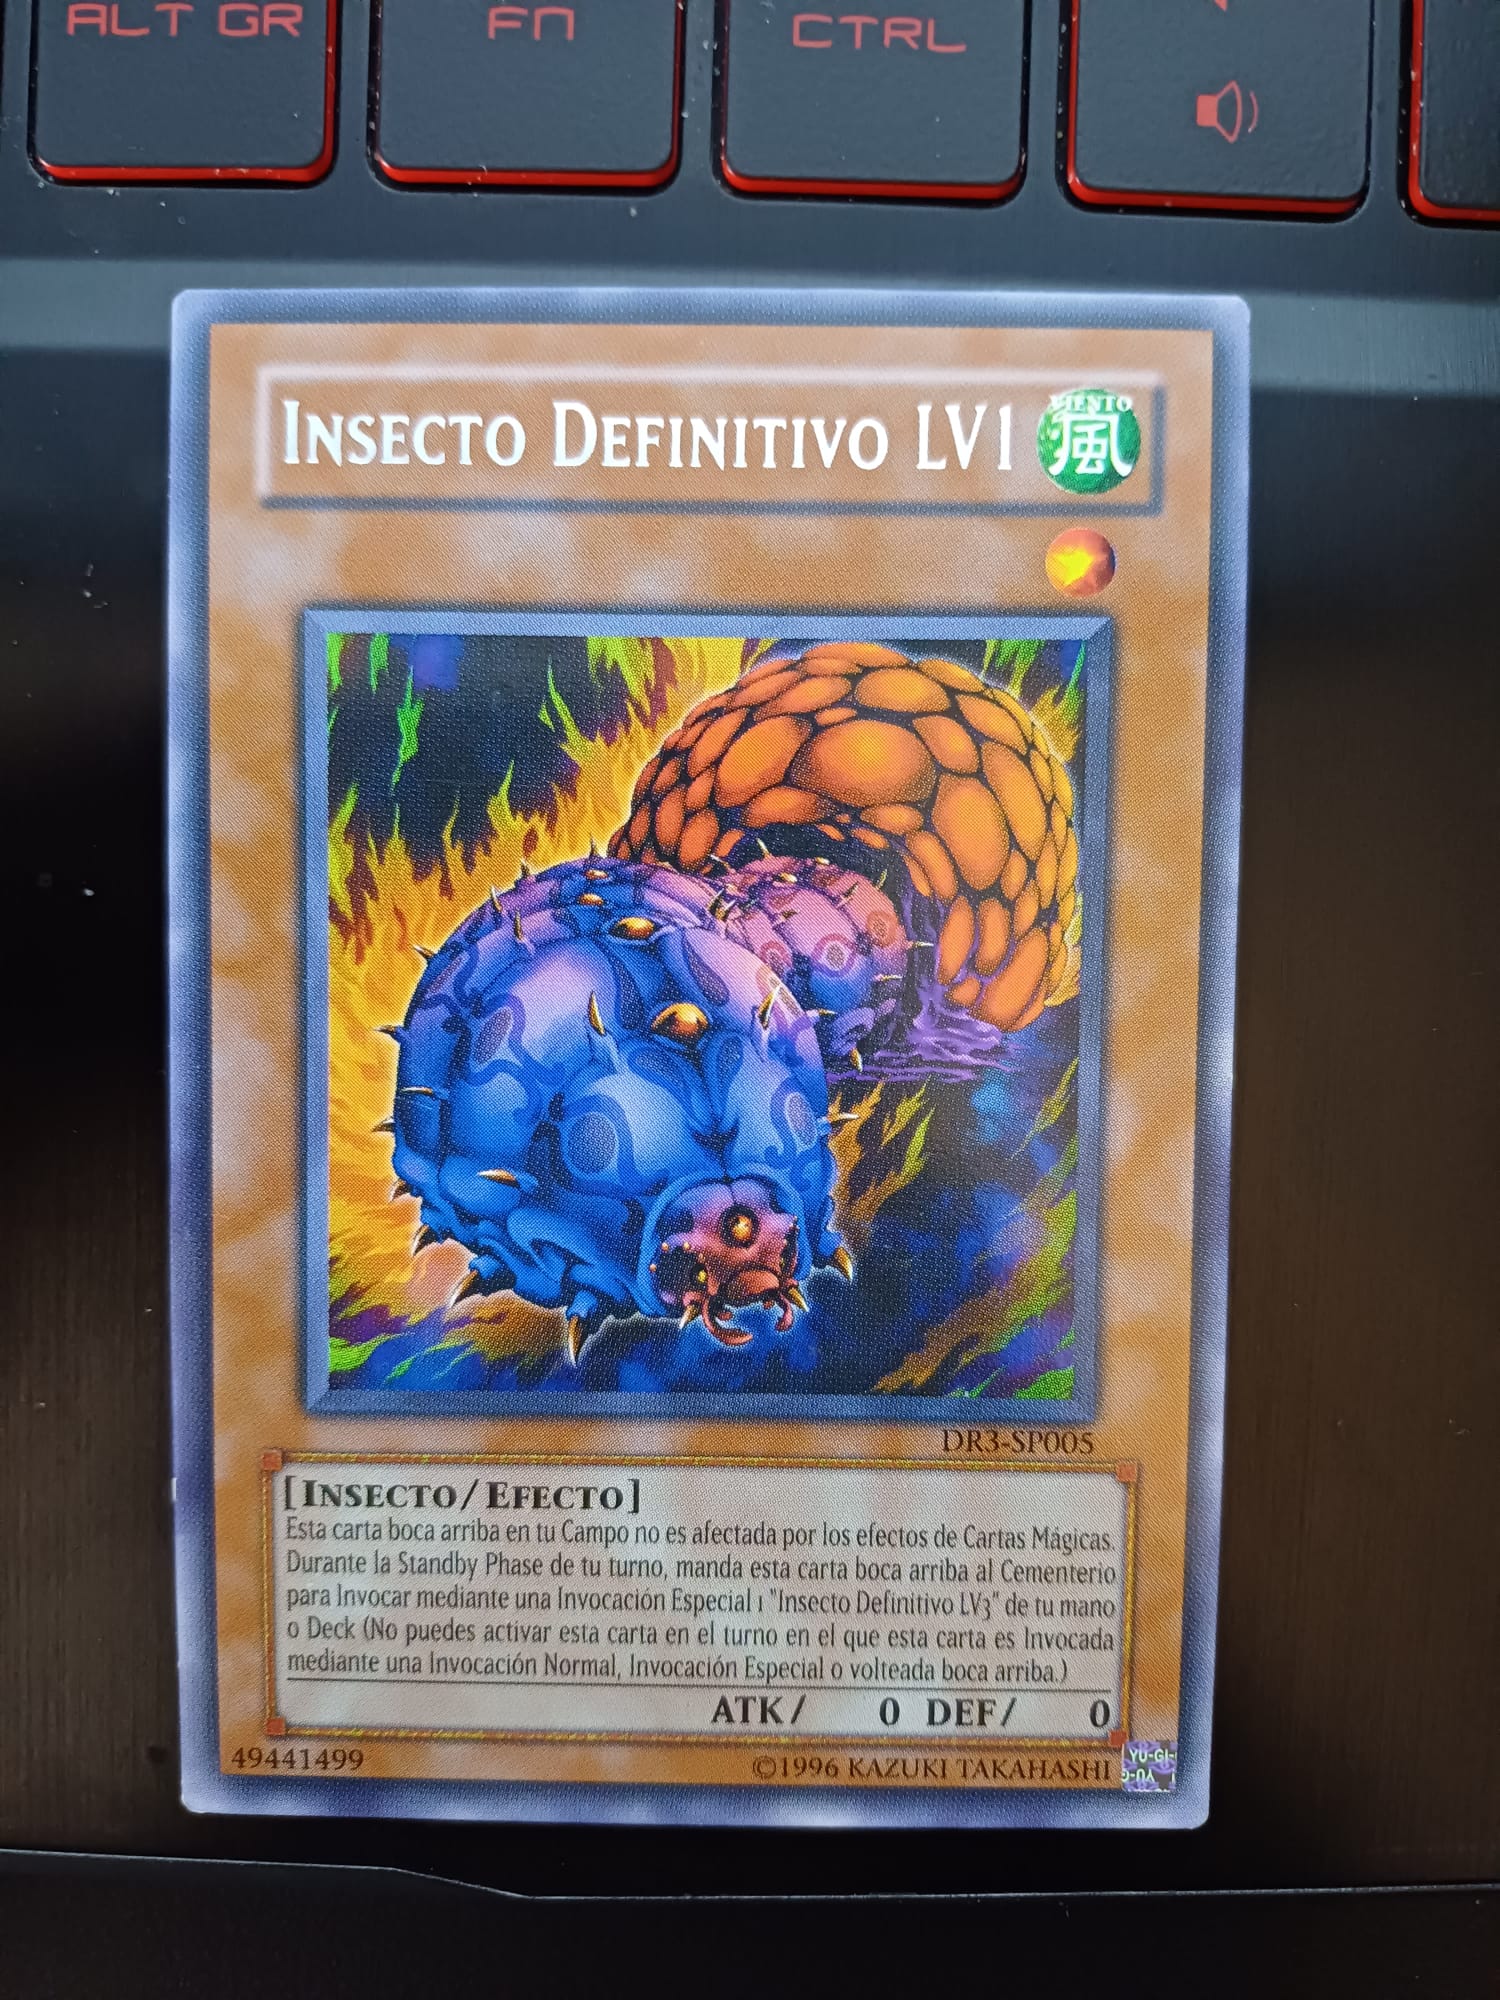 ALT GR
FN
CTRL
INSECTO DEFINITIVO LV1
VIENTO
風
DR3-SP005
[INSECTO/EFECTO]
Esta carta boca arriba en tu Campo no es afectada por los efectos de Cartas Mágicas.
Durante la Standby Phase de tu turno, manda esta carta boca arriba al Cementerio
para Invocar mediante una Invocación Especial 1 "Insecto Definitivo LV3" de tu mano
o Deck (No puedes activar esta carta en el turno en el que esta carta es Invocada
mediante una Invocación Normal, Invocación Especial o volteada boca arriba.)
ATK/ 0 DEF/ 0
49441499
©1996 KAZUKI TAKAHASHI
YU-GI-